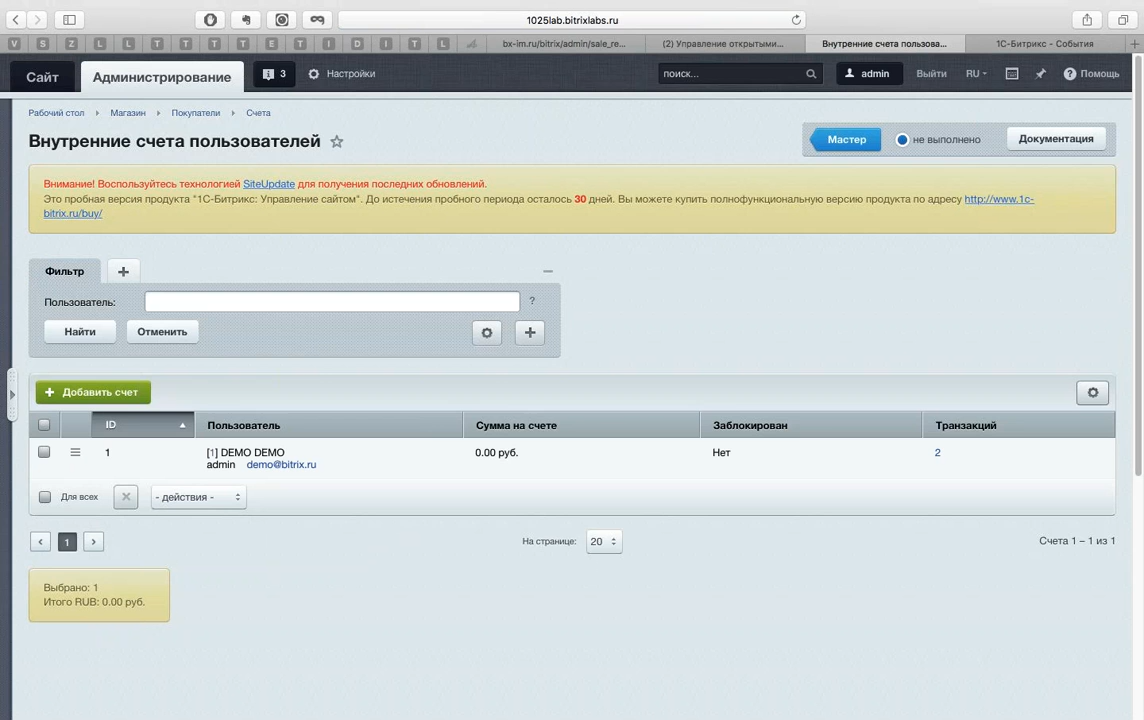 1025lab.bitrixlabs.ru
V S Z L L T T T T E T I D I T L
bx-im.ru/bitrix/admin/sale_re...
(2) Управление открытыми...
Внутренние счета пользова...
1С-Битрикс - События
Сайт
Администрирование
3
Настройки
поиск...
admin
Выйти
RU
Помощь
Рабочий стол Магазин Покупатели Счета
Внутренние счета пользователей
Мастер
не выполнено
Документация
Внимание! Воспользуйтесь технологией SiteUpdate для получения последних обновлений.
Это пробная версия продукта "1С-Битрикс: Управление сайтом". До истечения пробного периода осталось 30 дней. Вы можете купить полнофункциональную версию продукта по адресу http://www.1c-
bitrix.ru/buy/
Фильтр
Пользователь:
?
Найти
Отменить
Добавить счет
ID Пользователь Сумма на счете Заблокирован Транзакций
1 [1] DEMO DEMO 0.00 руб. Нет 2
admin demo@bitrix.ru
Для всех
- действия -
1
На странице: 20
Счета 1 – 1 из 1
Выбрано: 1
Итого RUB: 0.00 руб.